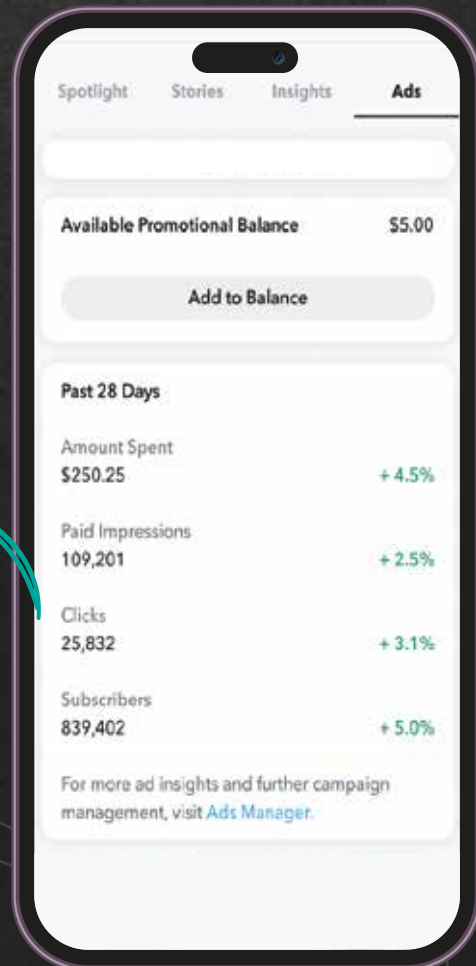 Spotlight Stories Insights Ads
Available Promotional Balance $5.00
Add to Balance
Past 28 Days
Amount Spent
$250.25 + 4.5%
Paid Impressions
109,201 + 2.5%
Clicks
25,832 + 3.1%
Subscribers
839,402 + 5.0%
For more ad insights and further campaign
management, visit Ads Manager.